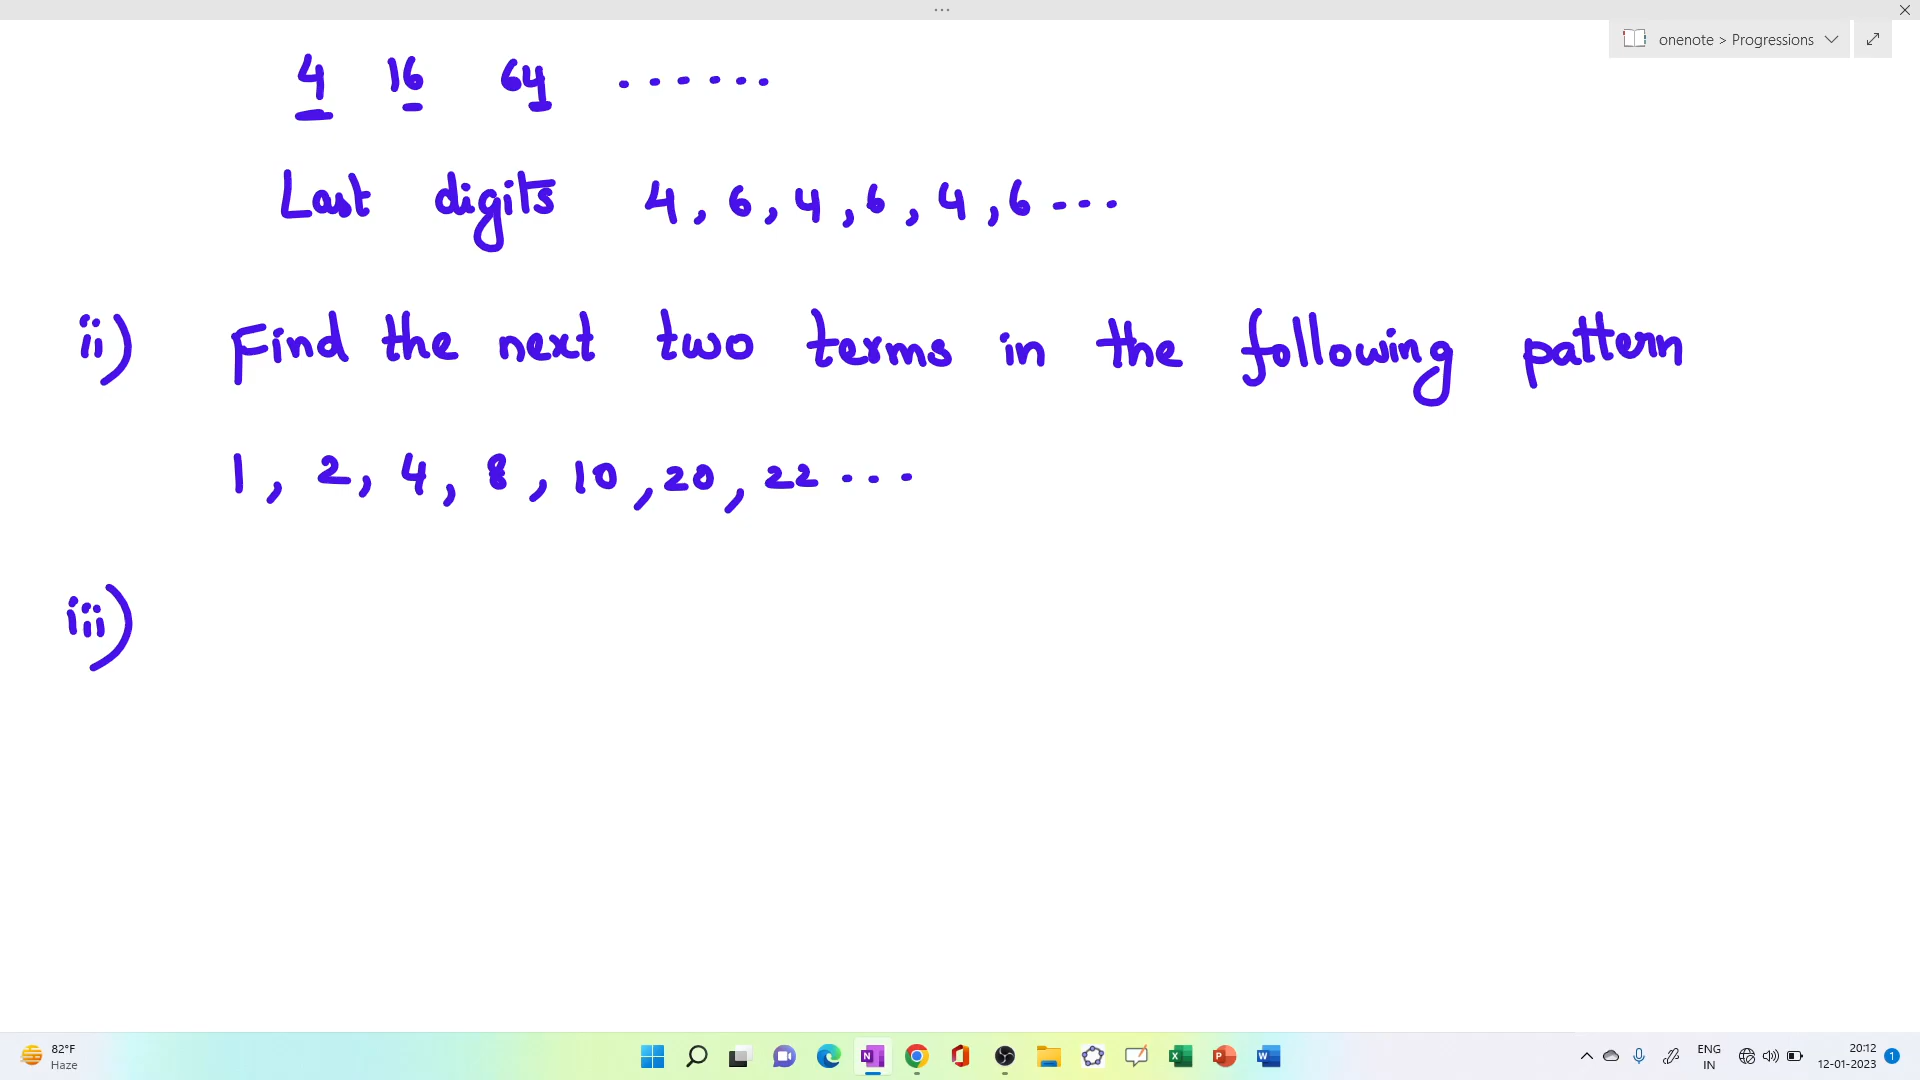 ...
onenote > Progressions
4 16 64 .......
Last digits 4, 6, 4, 6, 4, 6 ...
ii) Find the next two terms in the following pattern
1, 2, 4, 8, 10, 20, 22 ...
iii)
82°F
Haze
ENG
IN
20:12
12-01-2023
1